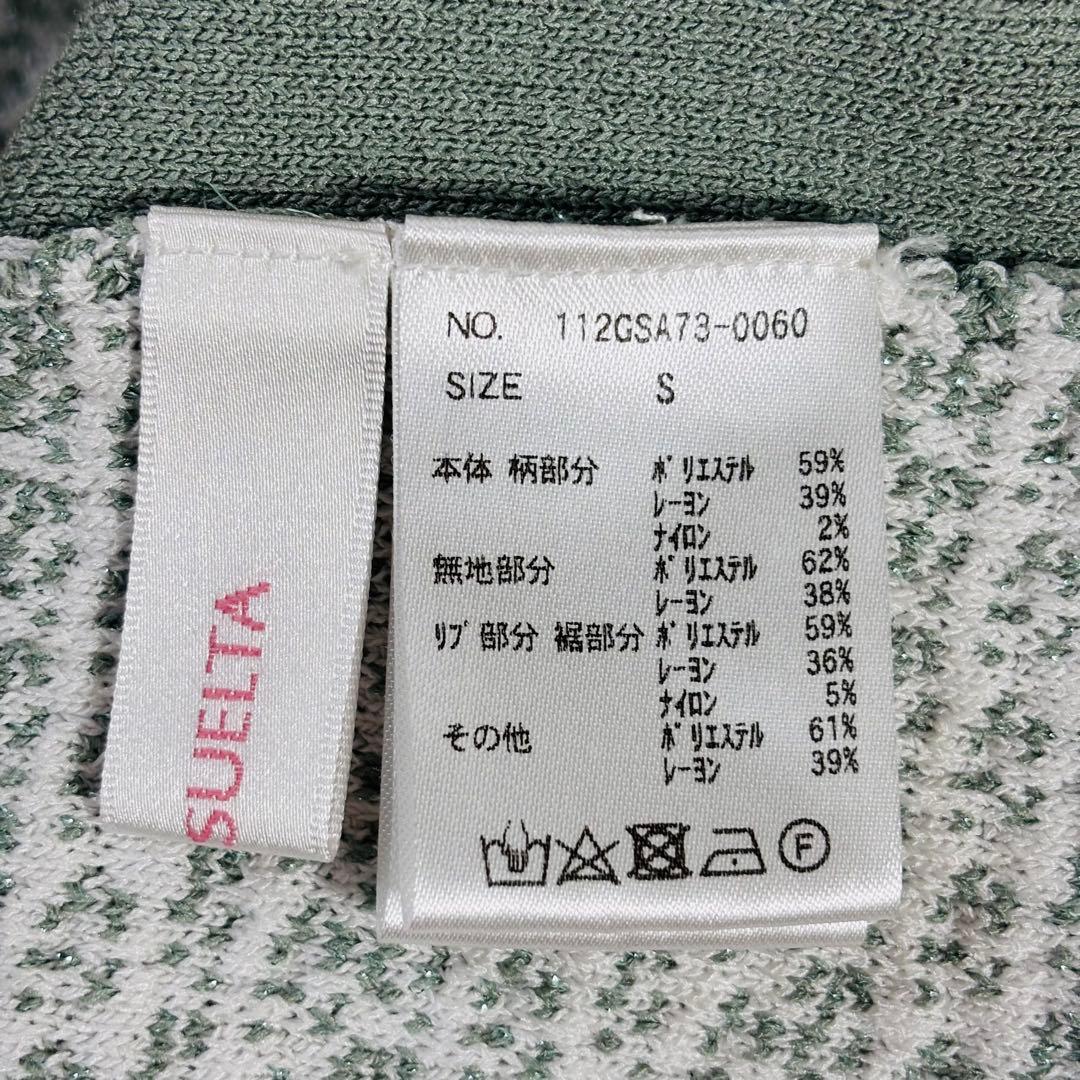 SUELTA
NO. 112GSA73-0060
SIZE S
本体 柄部分 ポリエステル 59%
レーヨン 39%
ナイロン 2%
無地部分 ポリエステル 62%
レーヨン 38%
リブ部分 裾部分 ポリエステル 59%
レーヨン 36%
ナイロン 5%
その他 ポリエステル 61%
レーヨン 39%
F